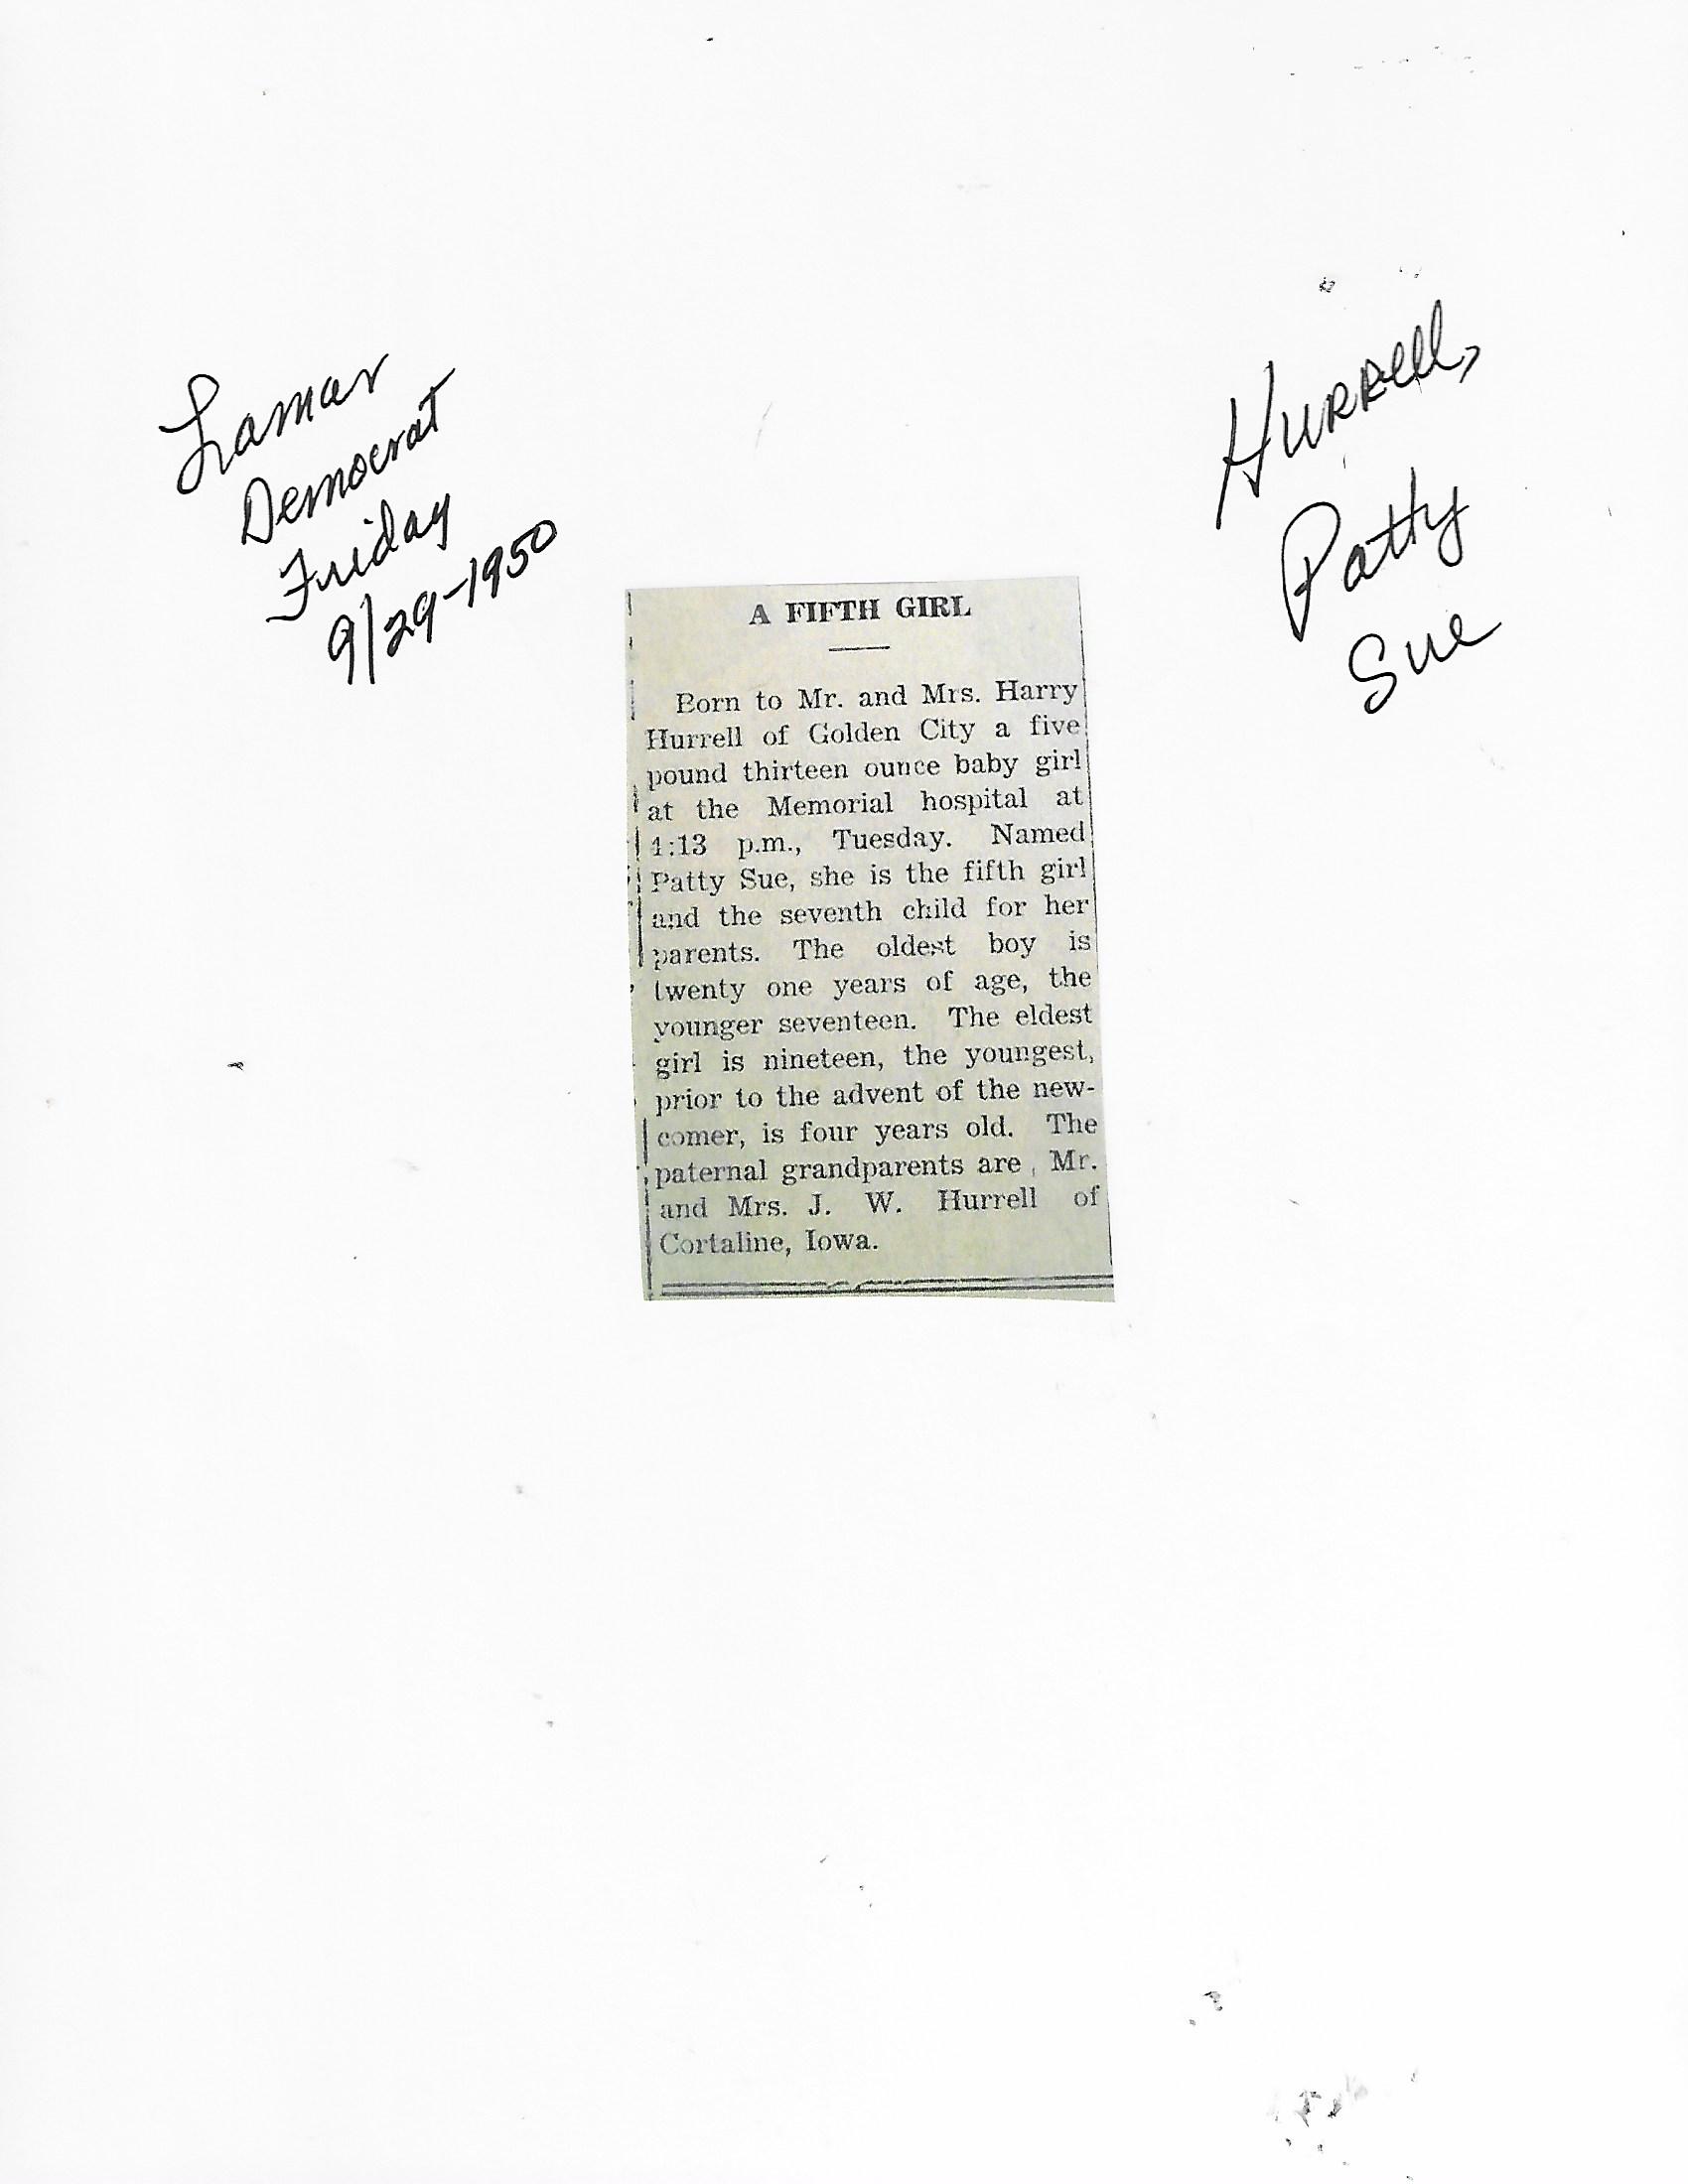 Lamar
Democrat
Friday
9/29-1950
Hurrell,
Patty
Sue
A FIFTH GIRL
Born to Mr. and Mrs. Harry
Hurrell of Golden City a five
pound thirteen ounce baby girl
at the Memorial hospital at
4:13 p.m., Tuesday. Named
Patty Sue, she is the fifth girl
and the seventh child for her
parents. The oldest boy is
twenty one years of age, the
younger seventeen. The eldest
girl is nineteen, the youngest,
prior to the advent of the new-
comer, is four years old. The
paternal grandparents are Mr.
and Mrs. J. W. Hurrell of
Cortaline, Iowa.